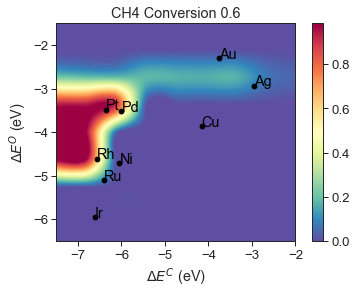 CH4 Conversion 0.6
ΔE^O (eV)
−2
−3
−4
−5
−6
Au
Ag
Pt
Pd
Cu
Rh
Ni
Ru
Ir
−7 −6 −5 −4 −3 −2
ΔE^C (eV)
0.8
0.6
0.4
0.2
0.0